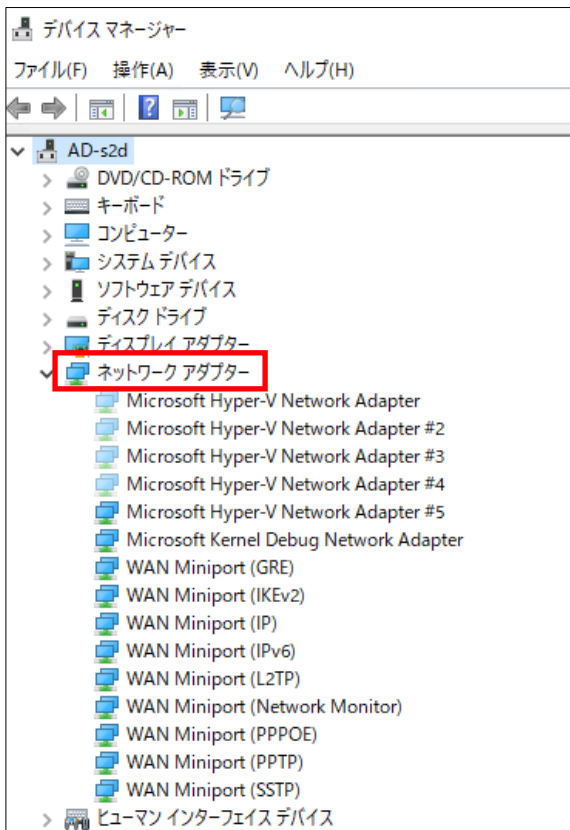 デバイス マネージャー
ファイル(F) 操作(A) 表示(V) ヘルプ(H)
AD-s2d
DVD/CD-ROM ドライブ
キーボード
コンピューター
システム デバイス
ソフトウェア デバイス
ディスク ドライブ
ディスプレイ アダプター
ネットワーク アダプター
Microsoft Hyper-V Network Adapter
Microsoft Hyper-V Network Adapter #2
Microsoft Hyper-V Network Adapter #3
Microsoft Hyper-V Network Adapter #4
Microsoft Hyper-V Network Adapter #5
Microsoft Kernel Debug Network Adapter
WAN Miniport (GRE)
WAN Miniport (IKEv2)
WAN Miniport (IP)
WAN Miniport (IPv6)
WAN Miniport (L2TP)
WAN Miniport (Network Monitor)
WAN Miniport (PPPOE)
WAN Miniport (PPTP)
WAN Miniport (SSTP)
ヒューマン インターフェイス デバイス